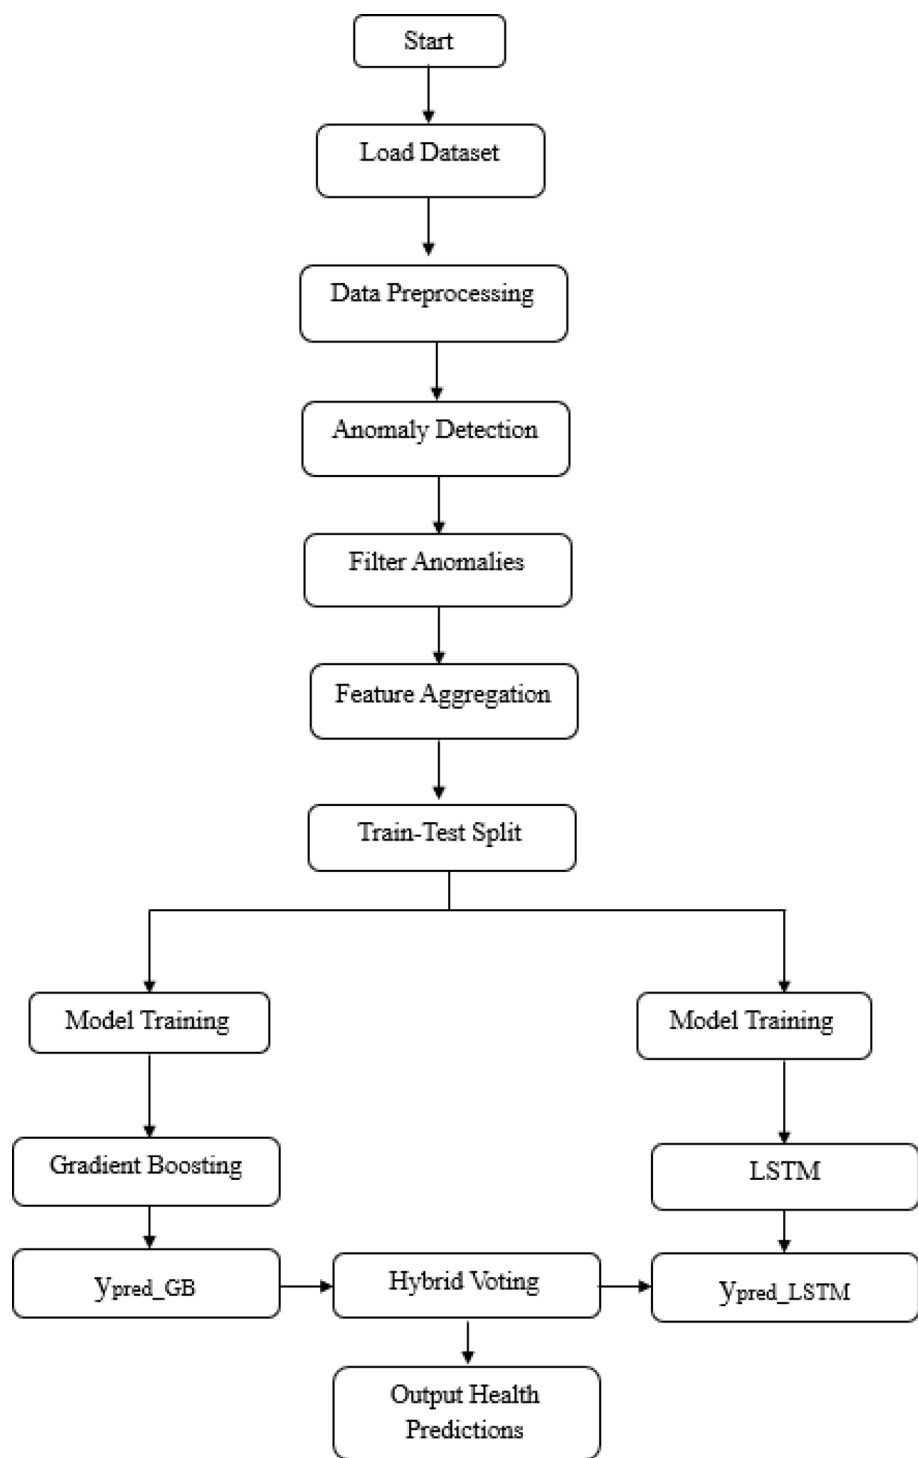 Start
Load Dataset
Data Preprocessing
Anomaly Detection
Filter Anomalies
Feature Aggregation
Train-Test Split
Model Training
Model Training
Gradient Boosting
LSTM
ypred_GB
Hybrid Voting
ypred_LSTM
Output Health
Predictions